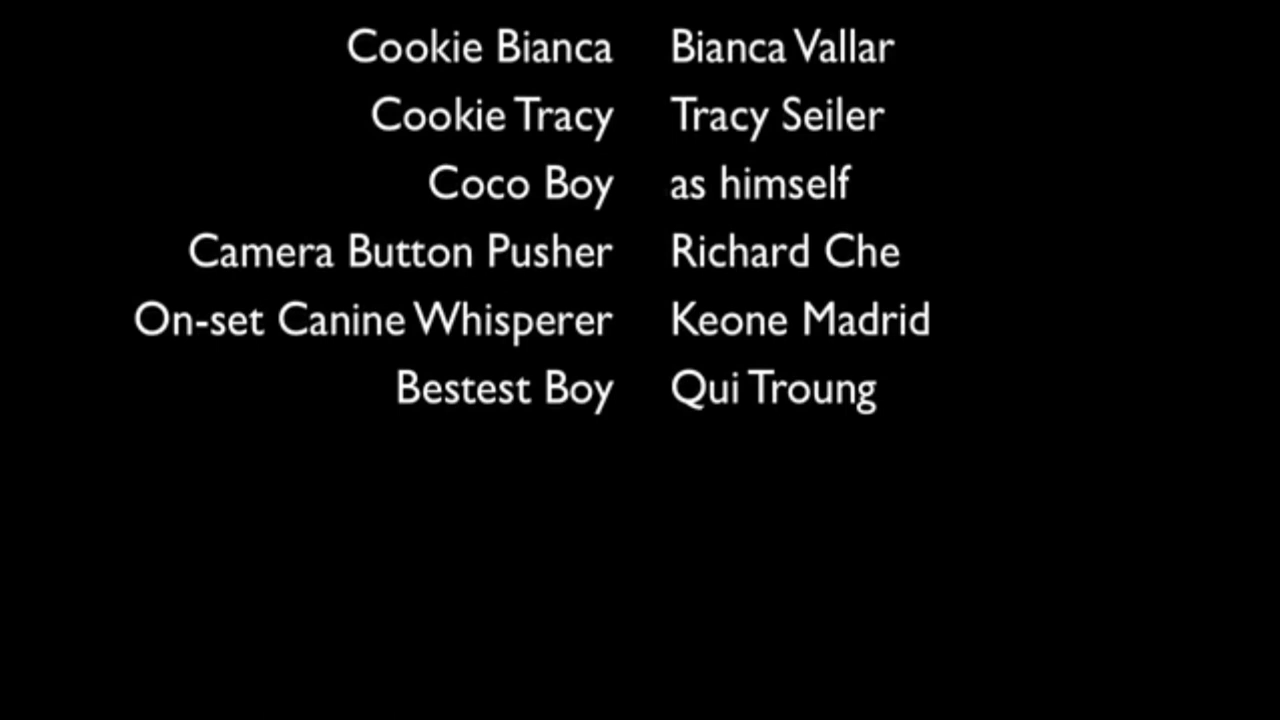 Cookie Bianca Bianca Vallar
Cookie Tracy Tracy Seiler
Coco Boy as himself
Camera Button Pusher Richard Che
On-set Canine Whisperer Keone Madrid
Bestest Boy Qui Troung